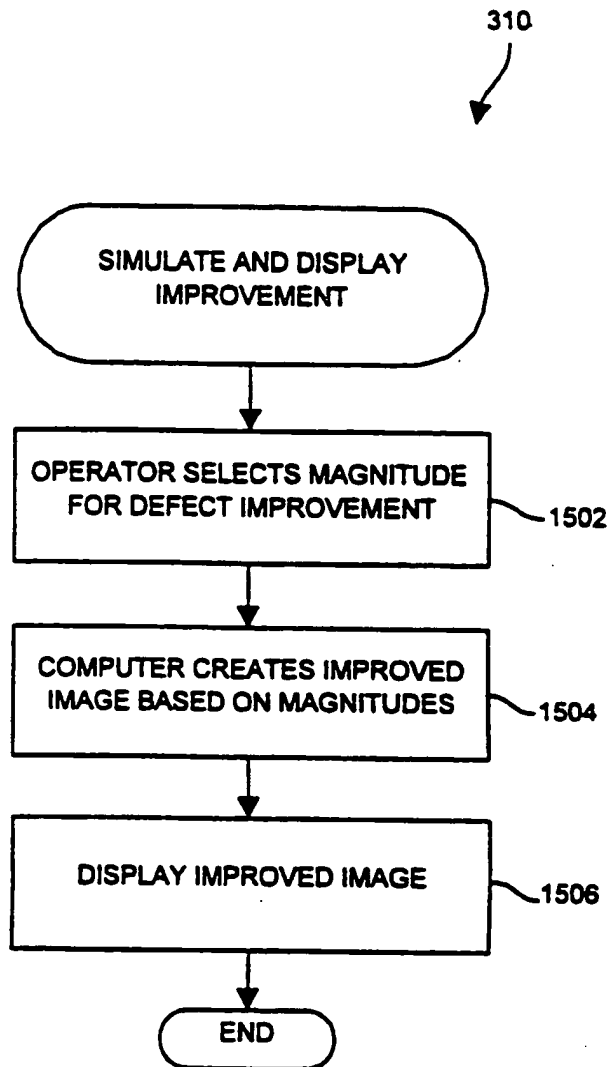 310
SIMULATE AND DISPLAY
IMPROVEMENT
OPERATOR SELECTS MAGNITUDE
FOR DEFECT IMPROVEMENT
1502
COMPUTER CREATES IMPROVED
IMAGE BASED ON MAGNITUDES
1504
DISPLAY IMPROVED IMAGE
1506
END